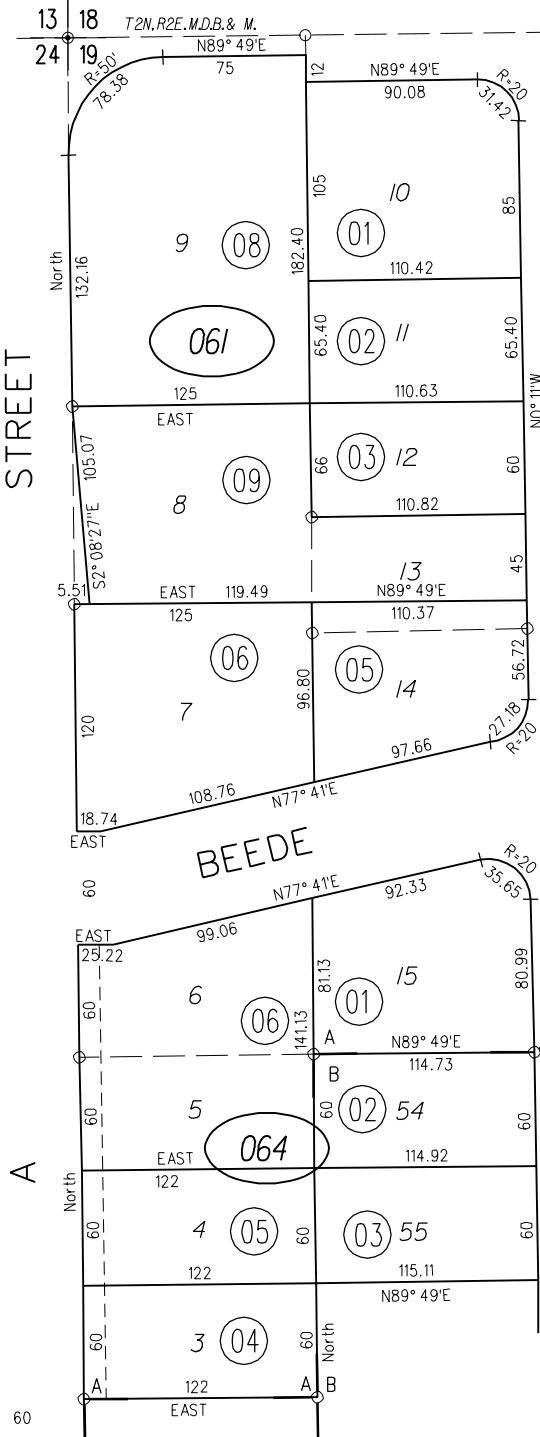 13 18
T2N,R2E.M.D.B.& M.
24 19
N89° 49'E
75
R=50'
78.38
12
N89° 49'E
90.08
R=20
31.42
105
10
85
9
08
01
182.40
North
132.16
110.42
061
65.40
02
11
65.40
STREET
125
EAST
110.63
N0° 11'W
105.07
09
66
03
12
60
8
110.82
S2° 08'27"E
13
45
5.51
EAST
119.49
N89° 49'E
125
110.37
06
05
56.72
96.80
14
7
120
27.18
R=20
97.66
108.76
N77° 41'E
18.74
EAST
BEEDE
60
N77° 41'E
92.33
R=20
35.65
99.06
EAST
25.22
81.13
15
80.99
6
01
60
06
141.13
A
N89° 49'E
114.73
B
60
5
60
02
54
60
064
EAST
114.92
122
A
North
60
4
05
60
03
55
60
122
115.11
N89° 49'E
60
3
04
60
North
A
122
A
B
EAST
60